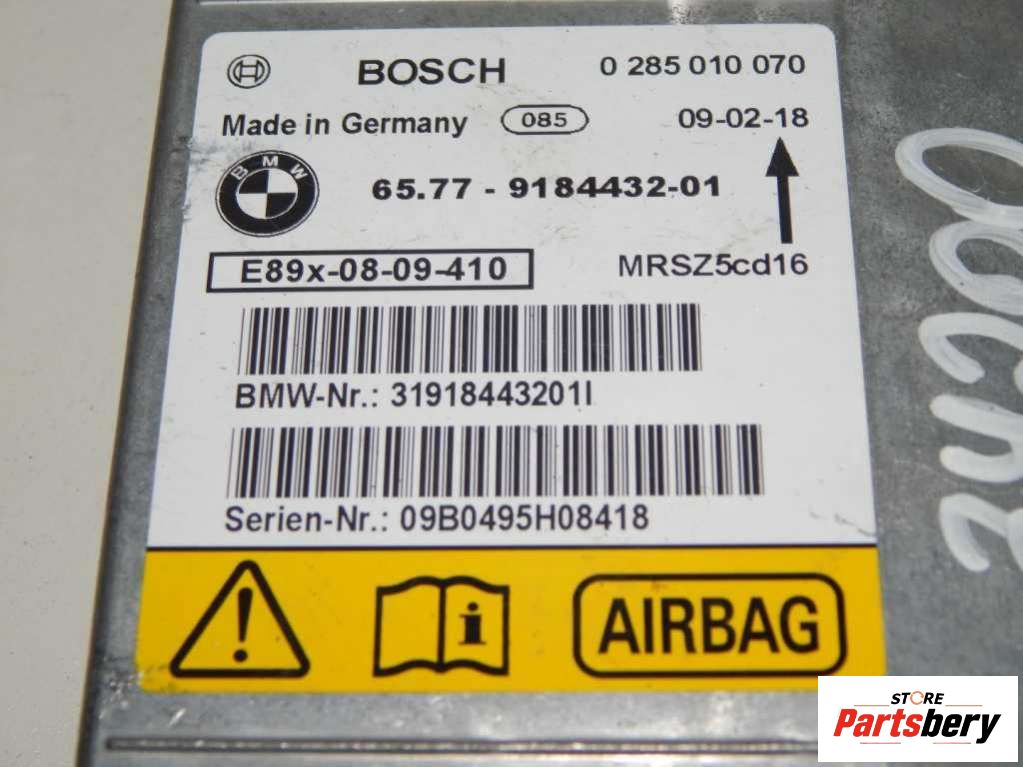 BOSCH 0 285 010 070
Made in Germany 085 09-02-18
BMW 65.77 - 9184432-01
E89x-08-09-410 MRSZ5cd16
BMW-Nr.: 31918443201I
Serien-Nr.: 09B0495H08418
AIRBAG
STORE
Partsbery